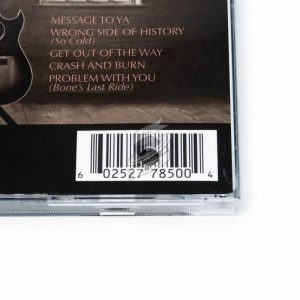 MESSAGE TO YA
WRONG SIDE OF HISTORY
(So Cold)
GET OUT OF THE WAY
CRASH AND BURN
PROBLEM WITH YOU
(Bone's Last Ride)
6 02527 78500 4